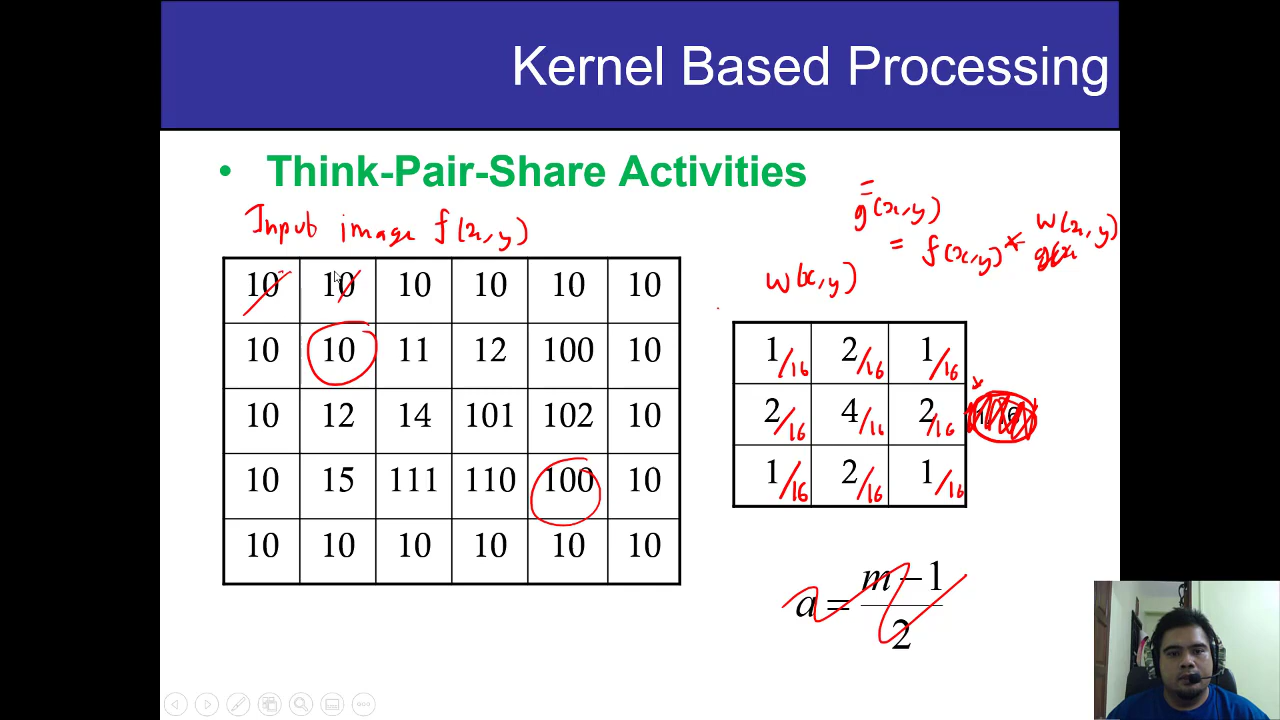 Kernel Based Processing
• Think-Pair-Share Activities
Input image f(x,y)
g(x,y)
= f(x,y) * w(x,y)
w(x,y)
10 10 10 10 10 10
10 10 11 12 100 10
10 12 14 101 102 10
10 15 111 110 100 10
10 10 10 10 10 10
1/16 2/16 1/16
2/16 4/16 2/16
1/16 2/16 1/16
a = m − 1
2